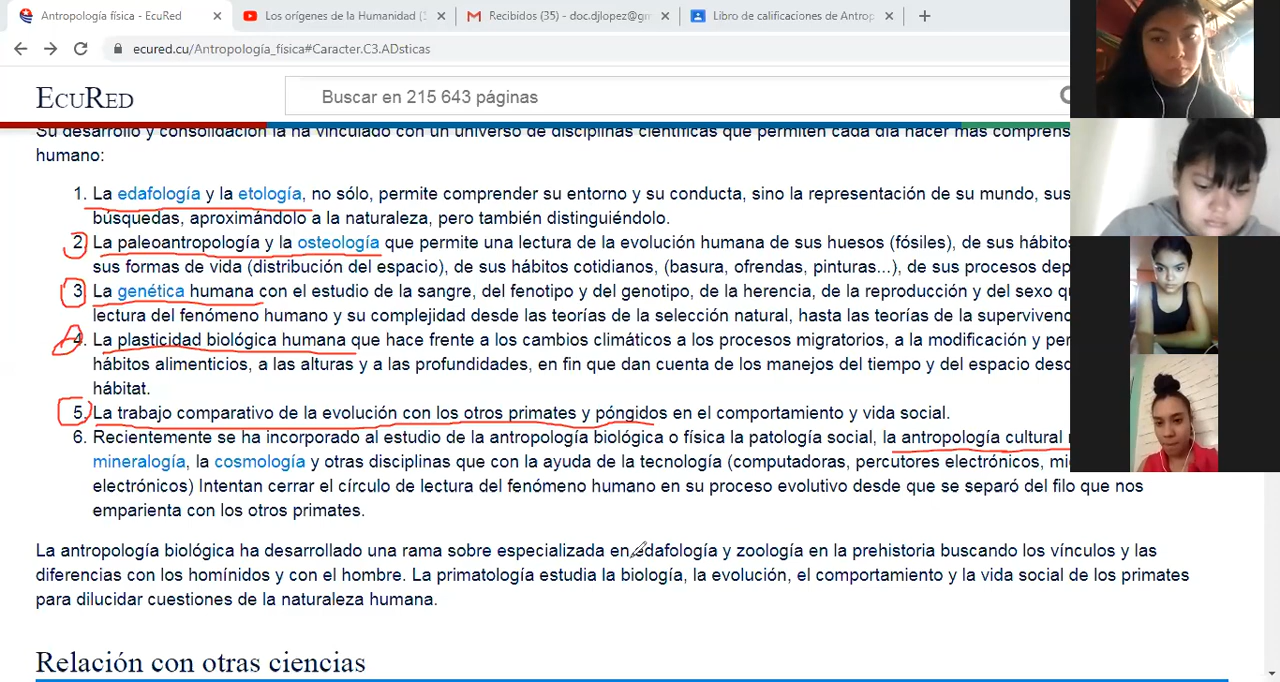 Antropología física - EcuRed
Los orígenes de la Humanidad (
Recibidos (35) - doc.djlopez@gm
Libro de calificaciones de Antrop
ecured.cu/Antropología_física#Caracter.C3.ADsticas
EcuRed
Buscar en 215 643 páginas
Su desarrollo y consolidación la ha vinculado con un universo de disciplinas científicas que permiten cada día hacer más comprens
humano:
1. La edafología y la etología, no sólo, permite comprender su entorno y su conducta, sino la representación de su mundo, sus
búsquedas, aproximándolo a la naturaleza, pero también distinguiéndolo.
2. La paleoantropología y la osteología que permite una lectura de la evolución humana de sus huesos (fósiles), de sus hábitos
sus formas de vida (distribución del espacio), de sus hábitos cotidianos, (basura, ofrendas, pinturas...), de sus procesos dep
3. La genética humana con el estudio de la sangre, del fenotipo y del genotipo, de la herencia, de la reproducción y del sexo qu
lectura del fenómeno humano y su complejidad desde las teorías de la selección natural, hasta las teorías de la supervivenc
4. La plasticidad biológica humana que hace frente a los cambios climáticos a los procesos migratorios, a la modificación y per
hábitos alimenticios, a las alturas y a las profundidades, en fin que dan cuenta de los manejos del tiempo y del espacio desd
hábitat.
5. La trabajo comparativo de la evolución con los otros primates y póngidos en el comportamiento y vida social.
6. Recientemente se ha incorporado al estudio de la antropología biológica o física la patología social, la antropología cultural
mineralogía, la cosmología y otras disciplinas que con la ayuda de la tecnología (computadoras, percutores electrónicos, mi
electrónicos) Intentan cerrar el círculo de lectura del fenómeno humano en su proceso evolutivo desde que se separó del filo que nos
emparienta con los otros primates.
La antropología biológica ha desarrollado una rama sobre especializada en edafología y zoología en la prehistoria buscando los vínculos y las
diferencias con los homínidos y con el hombre. La primatología estudia la biología, la evolución, el comportamiento y la vida social de los primates
para dilucidar cuestiones de la naturaleza humana.
Relación con otras ciencias